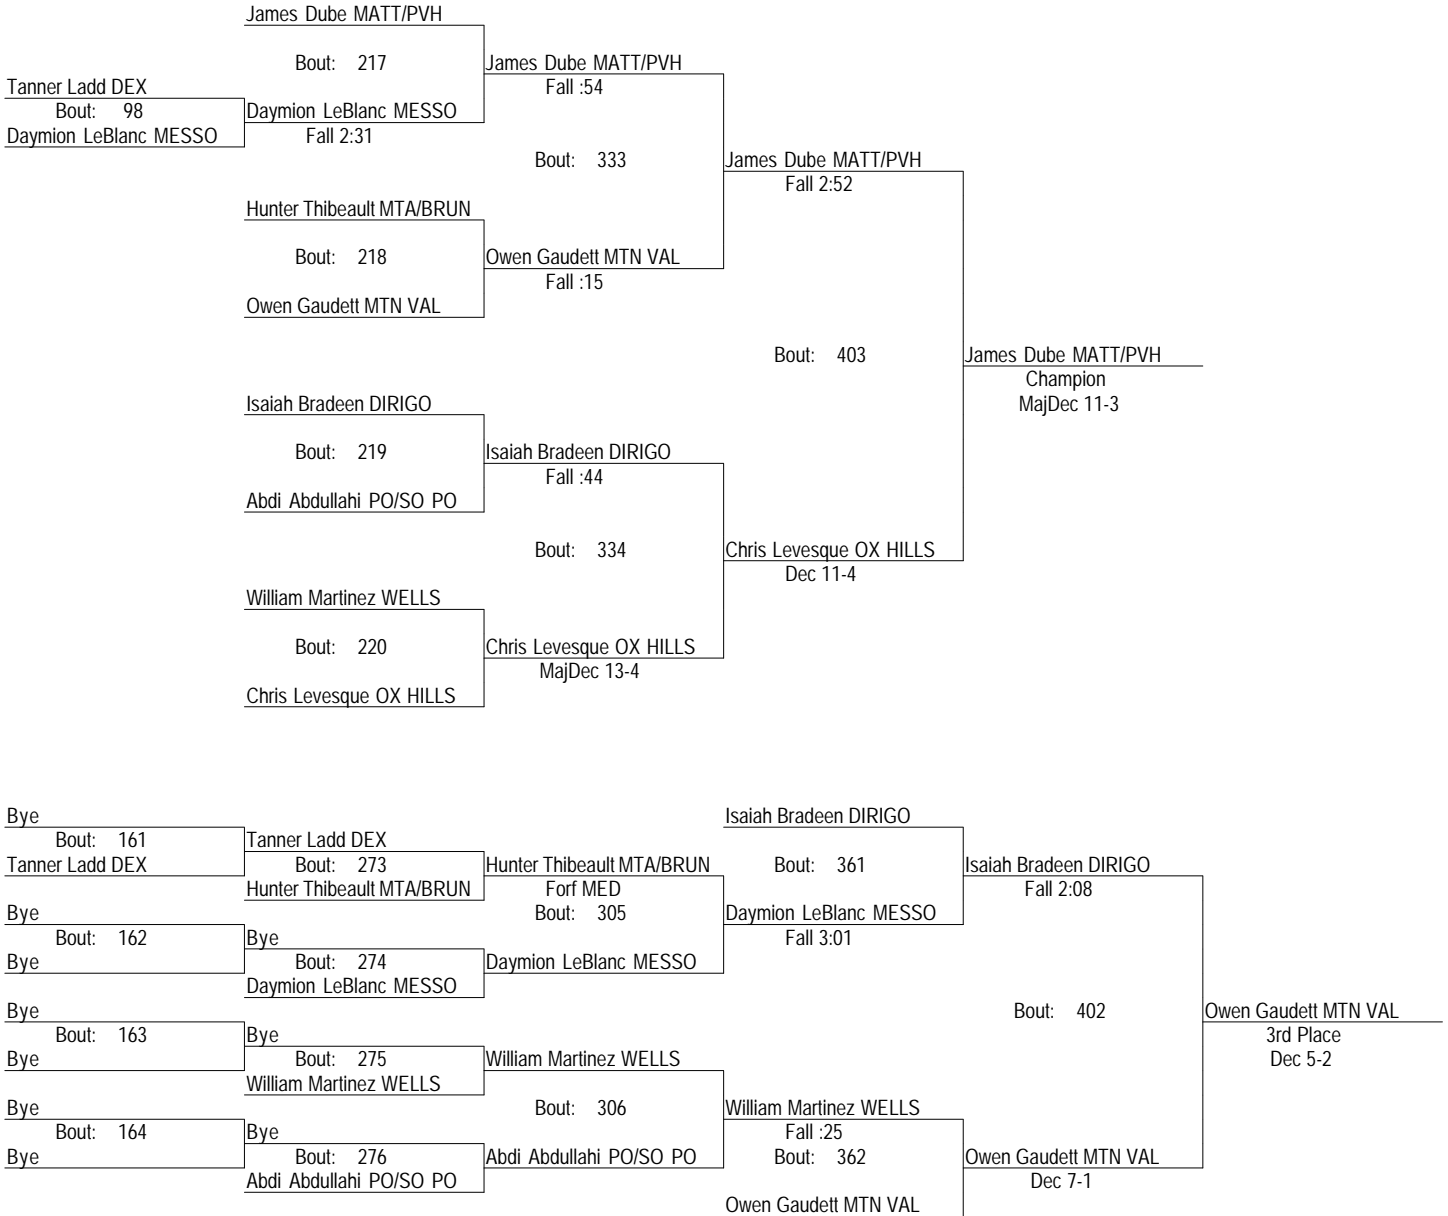 James Dube MATT/PVH
Bout: 217
James Dube MATT/PVH
Tanner Ladd DEX
Fall :54
Bout: 98
Daymion LeBlanc MESSO
Daymion LeBlanc MESSO
Fall 2:31
Bout: 333
James Dube MATT/PVH
Fall 2:52
Hunter Thibeault MTA/BRUN
Bout: 218
Owen Gaudett MTN VAL
Fall :15
Owen Gaudett MTN VAL
Bout: 403
James Dube MATT/PVH
Champion
MajDec 11-3
Isaiah Bradeen DIRIGO
Bout: 219
Isaiah Bradeen DIRIGO
Fall :44
Abdi Abdullahi PO/SO PO
Bout: 334
Chris Levesque OX HILLS
Dec 11-4
William Martinez WELLS
Bout: 220
Chris Levesque OX HILLS
MajDec 13-4
Chris Levesque OX HILLS
Bye
Isaiah Bradeen DIRIGO
Bout: 161
Tanner Ladd DEX
Tanner Ladd DEX
Bout: 273
Hunter Thibeault MTA/BRUN
Bout: 361
Isaiah Bradeen DIRIGO
Hunter Thibeault MTA/BRUN
Forf MED
Fall 2:08
Bye
Bout: 305
Daymion LeBlanc MESSO
Bout: 162
Bye
Fall 3:01
Bye
Bout: 274
Daymion LeBlanc MESSO
Daymion LeBlanc MESSO
Bye
Bout: 402
Owen Gaudett MTN VAL
Bout: 163
Bye
3rd Place
Bye
Bout: 275
William Martinez WELLS
Dec 5-2
William Martinez WELLS
Bye
Bout: 306
William Martinez WELLS
Bout: 164
Bye
Fall :25
Bye
Bout: 276
Abdi Abdullahi PO/SO PO
Bout: 362
Owen Gaudett MTN VAL
Abdi Abdullahi PO/SO PO
Dec 7-1
Owen Gaudett MTN VAL